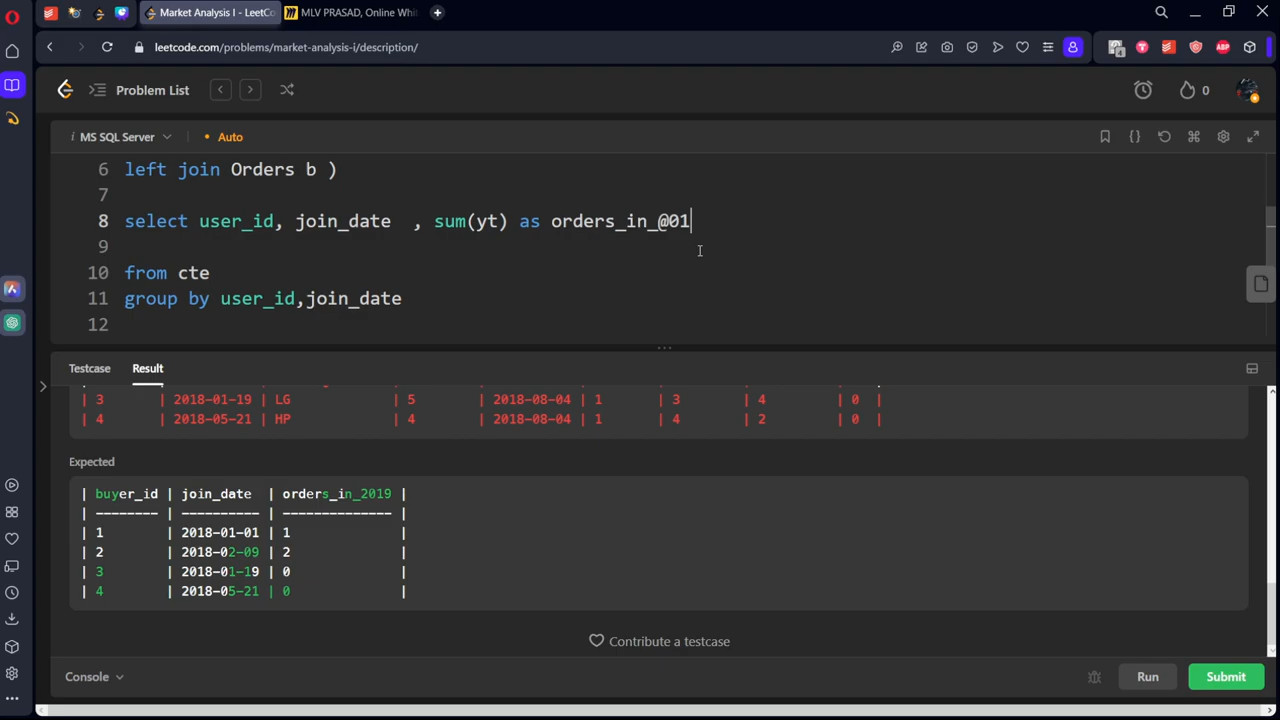 Market Analysis I - LeetCo
MLV PRASAD, Online Whit
leetcode.com/problems/market-analysis-i/description/
4
ABP
Problem List
0
i MS SQL Server
Auto
6 left join Orders b )
7
8 select user_id, join_date , sum(yt) as orders_in_@01
9
10 from cte
11 group by user_id,join_date
12
Testcase Result
| 3 | 2018-01-19 | LG | 5 | 2018-08-04 | 1 | 3 | 4 | 0 |
| 4 | 2018-05-21 | HP | 4 | 2018-08-04 | 1 | 4 | 2 | 0 |
Expected
| buyer_id | join_date | orders_in_2019 |
| -------- | ---------- | -------------- |
| 1 | 2018-01-01 | 1 |
| 2 | 2018-02-09 | 2 |
| 3 | 2018-01-19 | 0 |
| 4 | 2018-05-21 | 0 |
Contribute a testcase
Console
Run
Submit